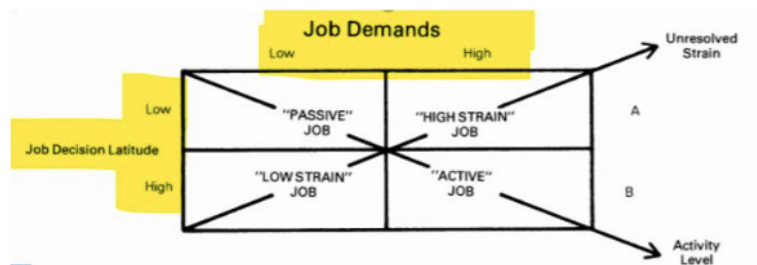 Job Demands
Low High
Unresolved
Strain
Low
"PASSIVE"
JOB
"HIGH STRAIN"
JOB
A
Job Decision Latitude
High
"LOW STRAIN"
JOB
"ACTIVE"
JOB
B
Activity
Level